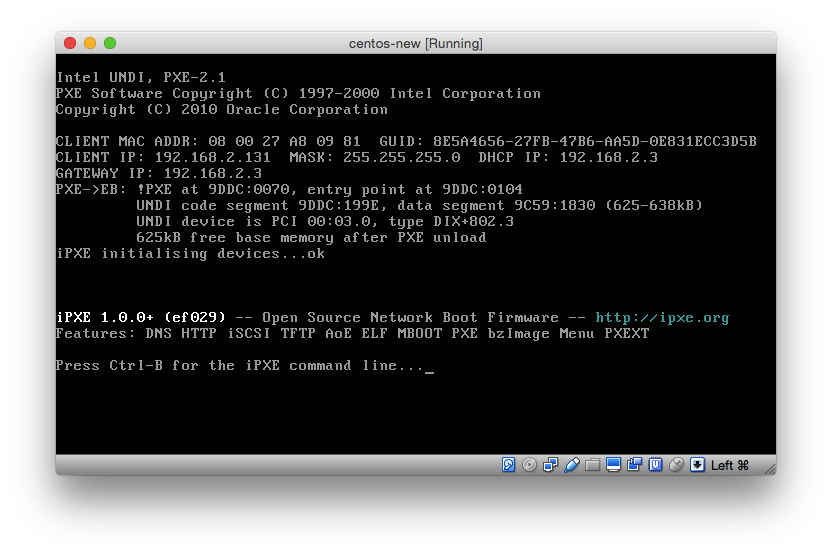 centos-new [Running]
Intel UNDI, PXE-2.1
PXE Software Copyright (C) 1997-2000 Intel Corporation
Copyright (C) 2010 Oracle Corporation
CLIENT MAC ADDR: 08 00 27 A8 09 81  GUID: 8E5A4656-27FB-47B6-AA5D-0E831ECC3D5B
CLIENT IP: 192.168.2.131  MASK: 255.255.255.0  DHCP IP: 192.168.2.3
GATEWAY IP: 192.168.2.3
PXE->EB: !PXE at 9DDC:0070, entry point at 9DDC:0104
UNDI code segment 9DDC:199E, data segment 9C59:1830 (625-638kB)
UNDI device is PCI 00:03.0, type DIX+802.3
625kB free base memory after PXE unload
iPXE initialising devices...ok
iPXE 1.0.0+ (ef029) -- Open Source Network Boot Firmware -- http://ipxe.org
Features: DNS HTTP iSCSI TFTP AoE ELF MBOOT PXE bzImage Menu PXEXT
Press Ctrl-B for the iPXE command line..._
Left ⌘